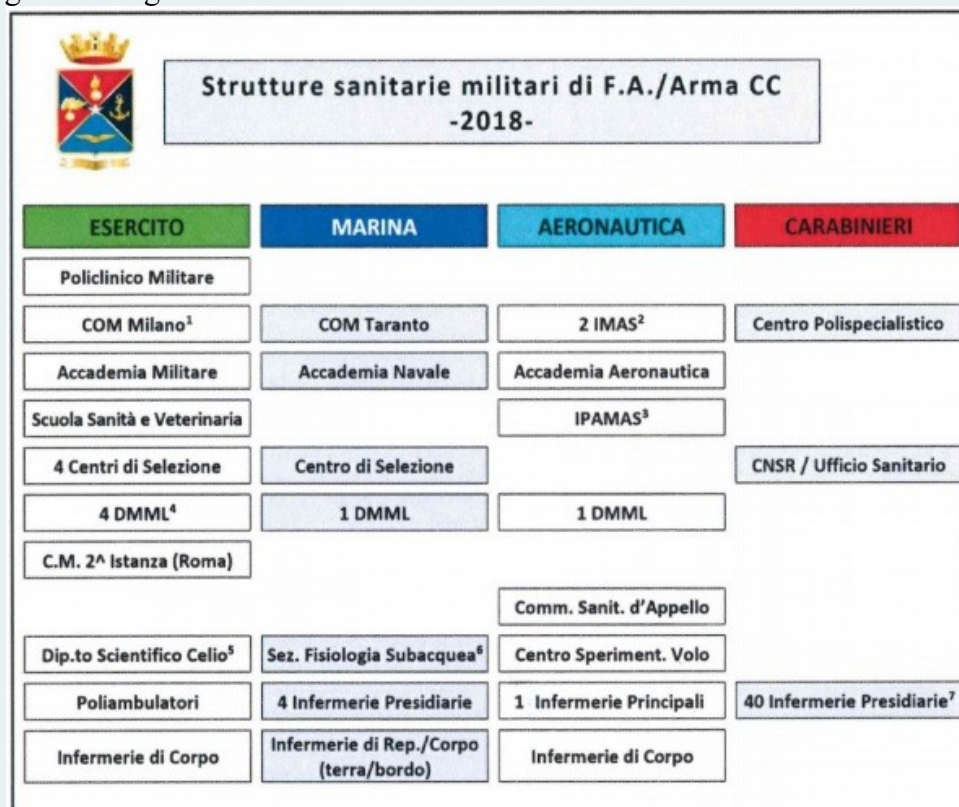 Strutture sanitarie militari di F.A./Arma CC
-2018-
ESERCITO MARINA AERONAUTICA CARABINIERI
Policlinico Militare
COM Milano¹ COM Taranto 2 IMAS² Centro Polispecialistico
Accademia Militare Accademia Navale Accademia Aeronautica
Scuola Sanità e Veterinaria IPAMAS³
4 Centri di Selezione Centro di Selezione CNSR / Ufficio Sanitario
4 DMML⁴ 1 DMML 1 DMML
C.M. 2^ Istanza (Roma)
Comm. Sanit. d'Appello
Dip.to Scientifico Celio⁵ Sez. Fisiologia Subacquea⁶ Centro Speriment. Volo
Poliambulatori 4 Infermerie Presidiarie 1 Infermerie Principali 40 Infermerie Presidiarie⁷
Infermerie di Corpo Infermerie di Rep./Corpo Infermerie di Corpo
(terra/bordo)